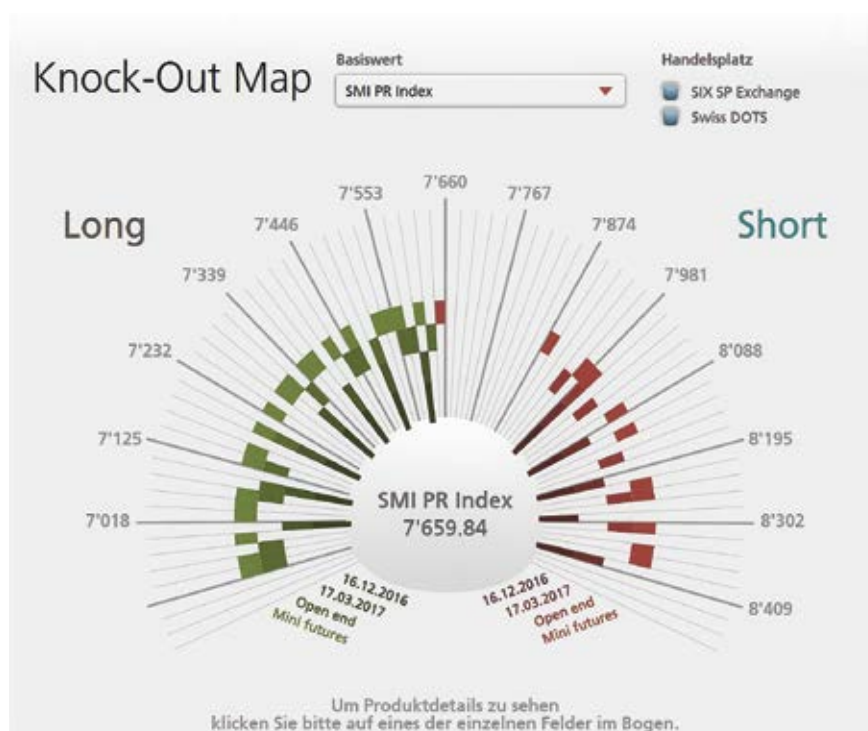 Knock-Out Map
Basiswert
SMI PR Index
Handelsplatz
SIX SP Exchange
Swiss DOTS
Long
Short
7'018
7'125
7'232
7'339
7'446
7'553
7'660
7'767
7'874
7'981
8'088
8'195
8'302
8'409
SMI PR Index
7'659.84
16.12.2016
17.03.2017
Open end
Mini futures
16.12.2016
17.03.2017
Open end
Mini futures
Um Produktdetails zu sehen
klicken Sie bitte auf eines der einzelnen Felder im Bogen.